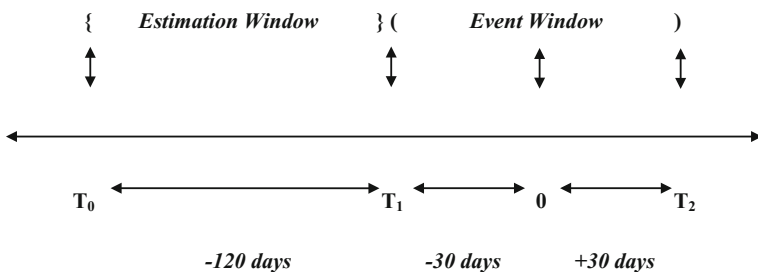 { Estimation Window } ( Event Window )
T₀ T₁ 0 T₂
-120 days -30 days +30 days